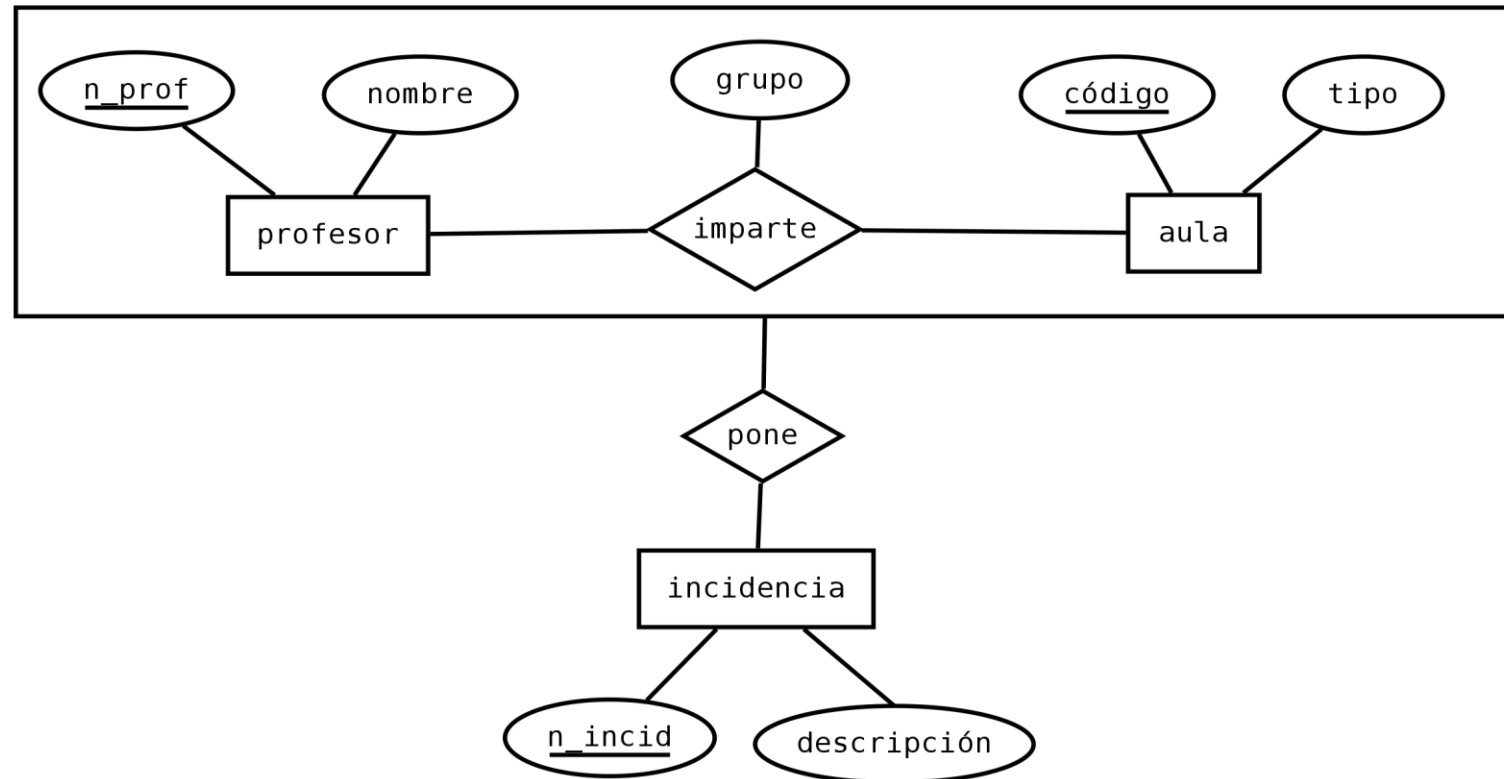 n_prof
nombre
grupo
código
tipo
profesor
imparte
aula
pone
incidencia
n_incid
descripción